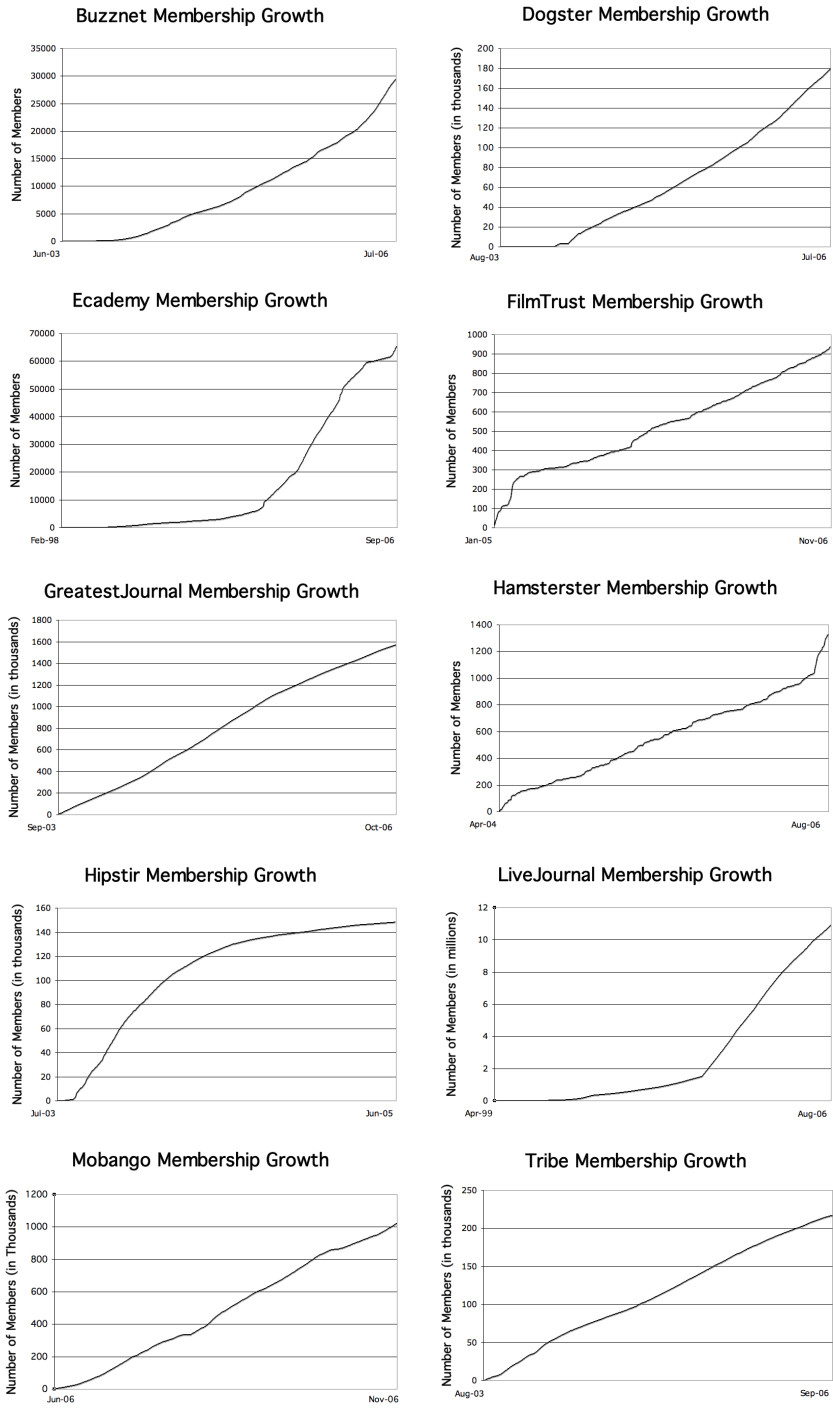 Buzznet Membership Growth
Number of Members
35000
30000
25000
20000
15000
10000
5000
0
Jun-03
Jul-06
Dogster Membership Growth
Number of Members (in thousands)
200
180
160
140
120
100
80
60
40
20
0
Aug-03
Jul-06
Ecademy Membership Growth
Number of Members
70000
60000
50000
40000
30000
20000
10000
0
Feb-98
Sep-06
FilmTrust Membership Growth
Number of Members
1000
900
800
700
600
500
400
300
200
100
0
Jan-05
Nov-06
GreatestJournal Membership Growth
Number of Members (in thousands)
1800
1600
1400
1200
1000
800
600
400
200
0
Sep-03
Oct-06
Hamsterster Membership Growth
Number of Members
1400
1200
1000
800
600
400
200
0
Apr-04
Aug-06
Hipstir Membership Growth
Number of Members (in thousands)
160
140
120
100
80
60
40
20
0
Jul-03
Jun-05
LiveJournal Membership Growth
Number of Members (in millions)
12
10
8
6
4
2
0
Apr-99
Aug-06
Mobango Membership Growth
Number of Members (in Thousands)
1200
1000
800
600
400
200
0
Jun-06
Nov-06
Tribe Membership Growth
Number of Members (in thousands)
250
200
150
100
50
0
Aug-03
Sep-06